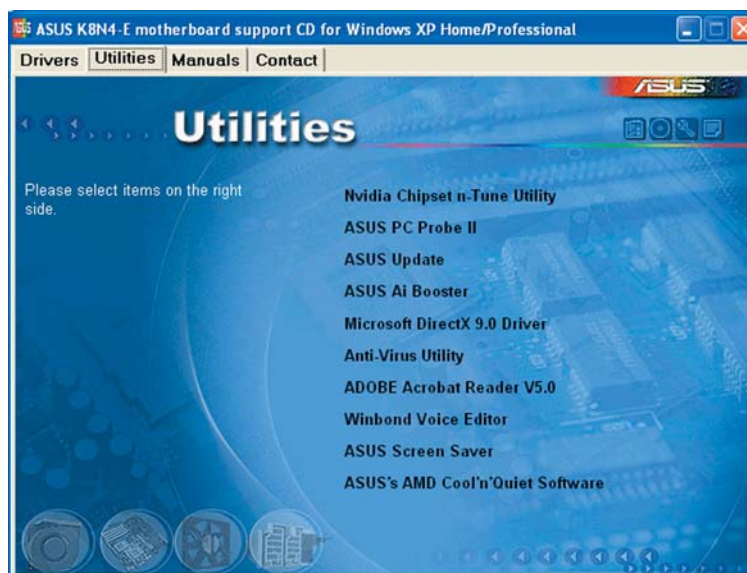 ASUS K8N4-E motherboard support CD for Windows XP Home/Professional
Drivers Utilities Manuals Contact
ASUS
Utilities
Please select items on the right
side.
Nvidia Chipset n-Tune Utility
ASUS PC Probe II
ASUS Update
ASUS Ai Booster
Microsoft DirectX 9.0 Driver
Anti-Virus Utility
ADOBE Acrobat Reader V5.0
Winbond Voice Editor
ASUS Screen Saver
ASUS's AMD Cool'n'Quiet Software